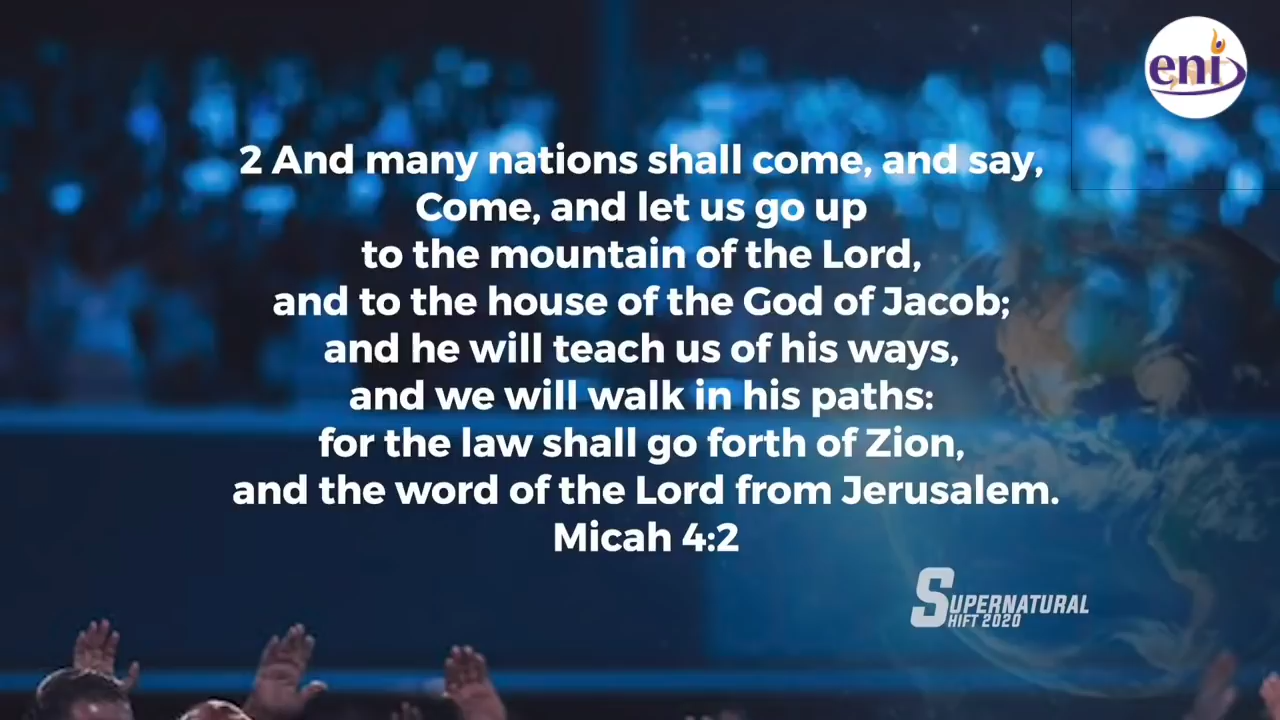 eni
2 And many nations shall come, and say,
Come, and let us go up
to the mountain of the Lord,
and to the house of the God of Jacob;
and he will teach us of his ways,
and we will walk in his paths:
for the law shall go forth of Zion,
and the word of the Lord from Jerusalem.
Micah 4:2
SUPERNATURAL
SHIFT 2020